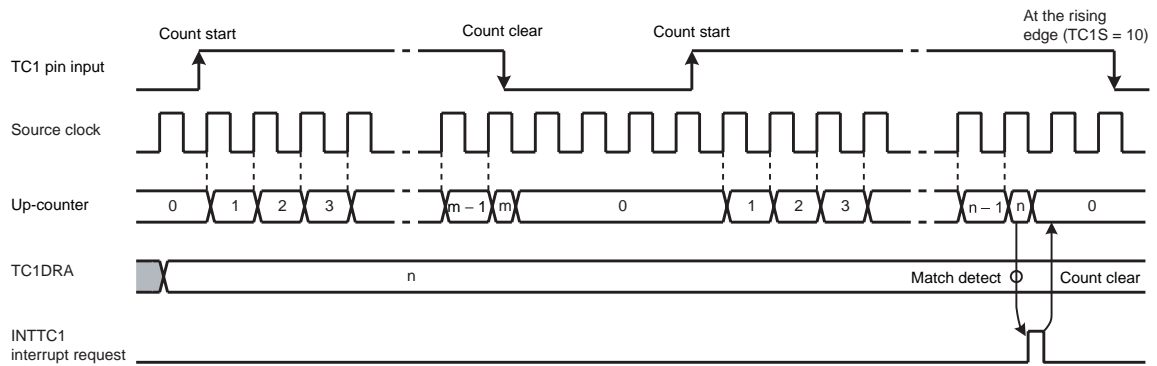 At the rising
edge (TC1S = 10)
Count start
Count clear
Count start
TC1 pin input
Source clock
Up-counter
0 1 2 3 m – 1 m 0 1 2 3 n – 1 n 0
TC1DRA
n
Match detect
Count clear
INTTC1
interrupt request